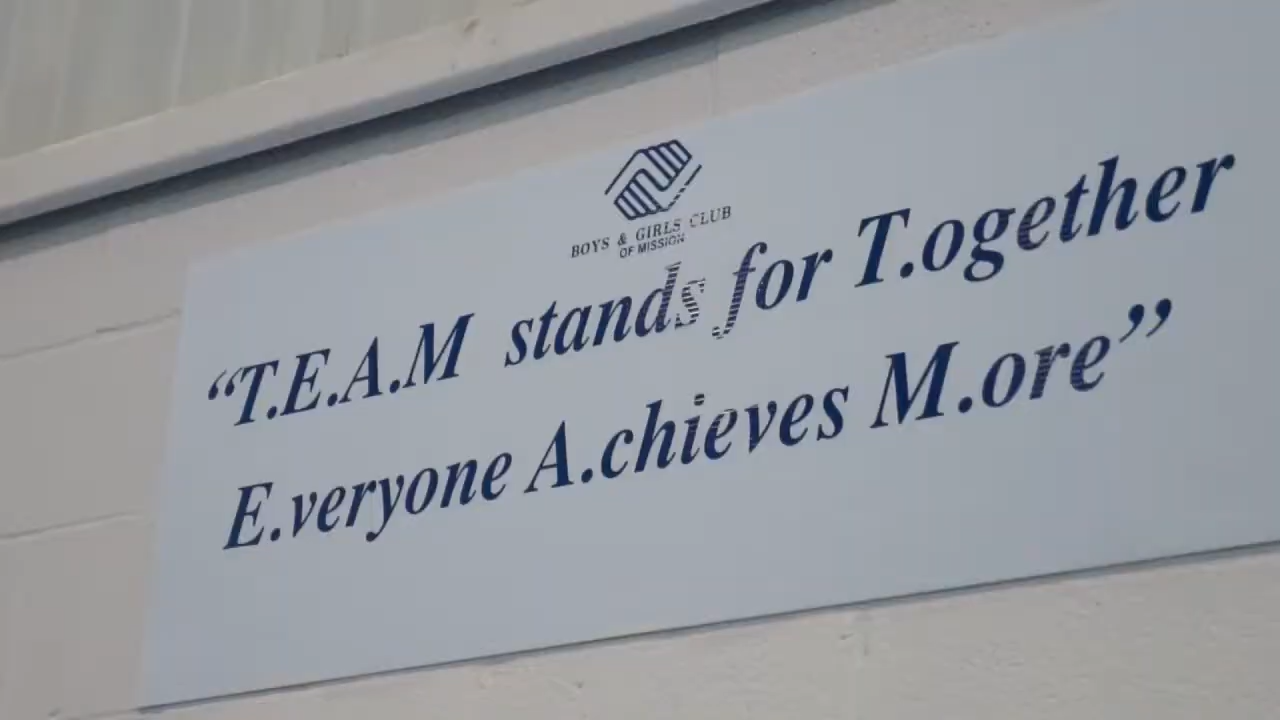 BOYS & GIRLS CLUB
OF MISSION
“T.E.A.M stands for T.ogether
E.veryone A.chieves M.ore”